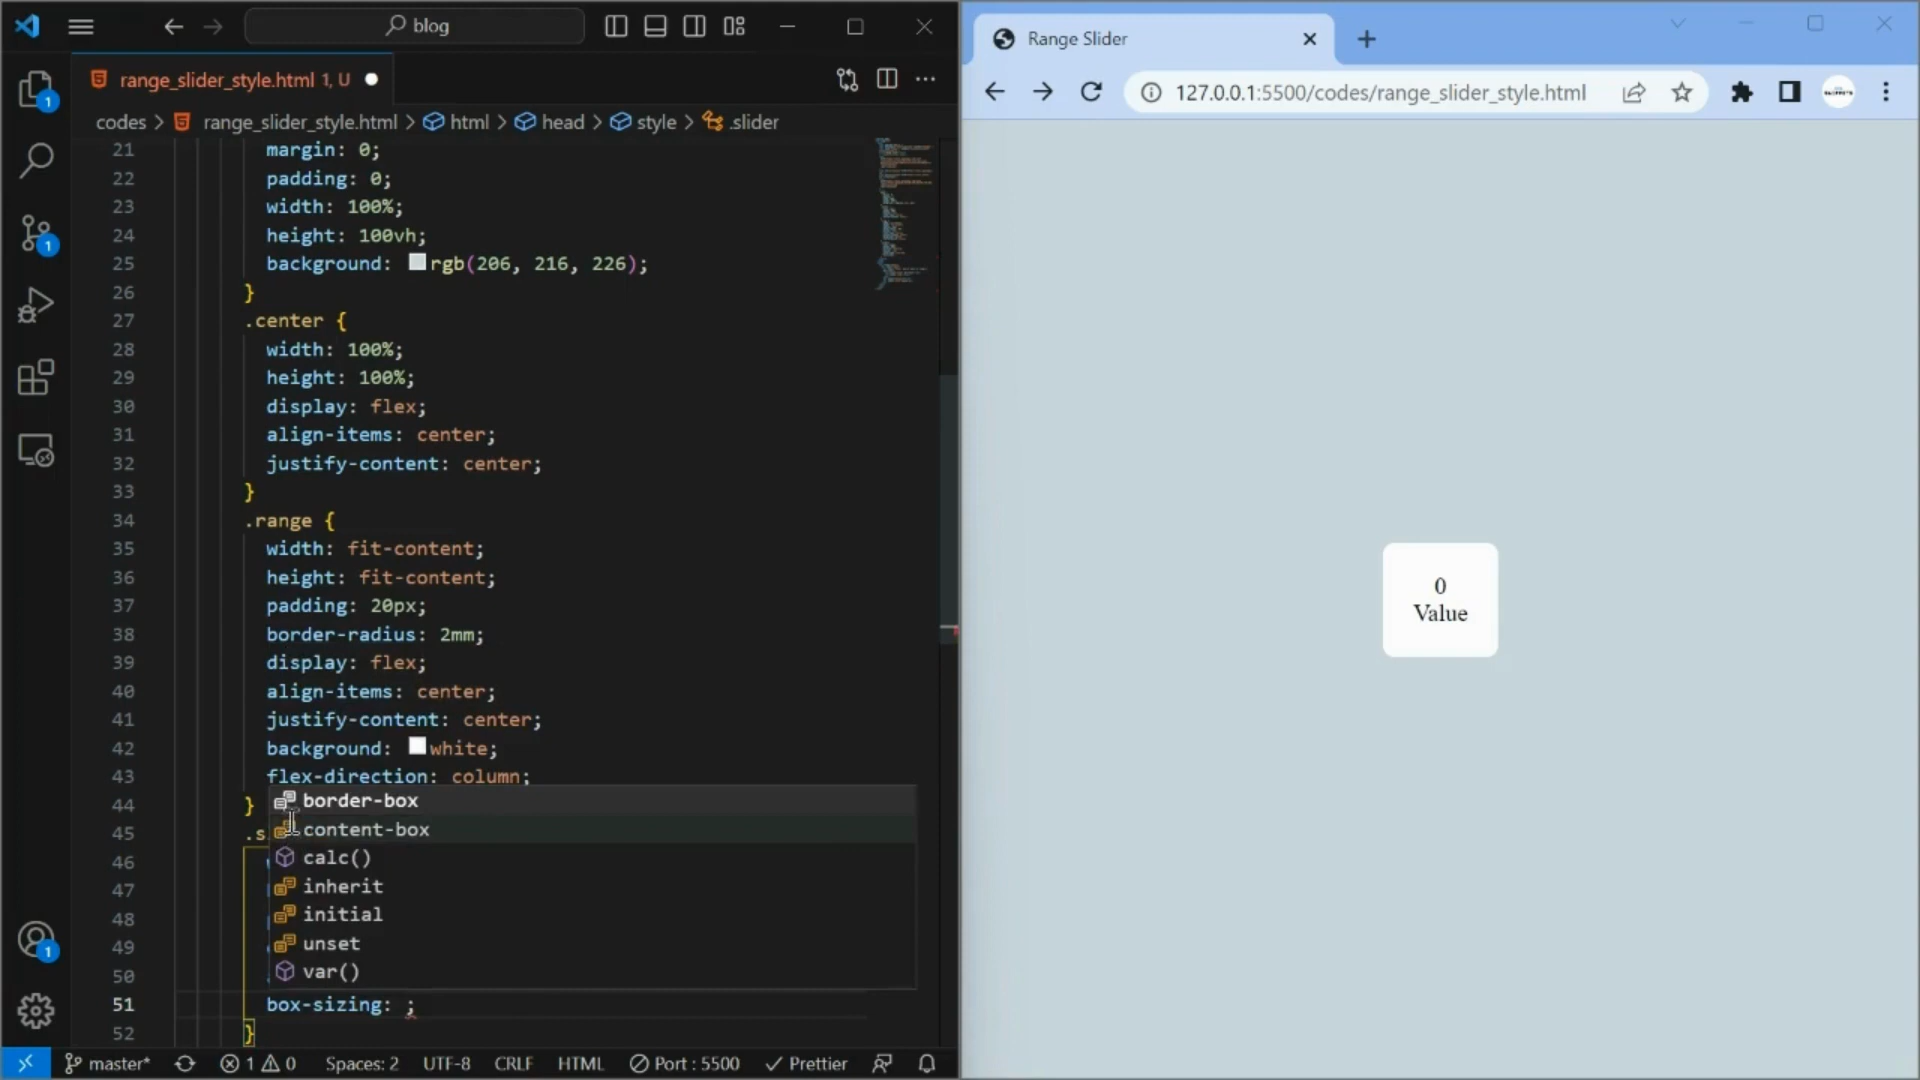 blog
range_slider_style.html 1, U
codes > range_slider_style.html > html > head > style > .slider
21 margin: 0;
22 padding: 0;
23 width: 100%;
24 height: 100vh;
25 background: rgb(206, 216, 226);
26 }
27 .center {
28 width: 100%;
29 height: 100%;
30 display: flex;
31 align-items: center;
32 justify-content: center;
33 }
34 .range {
35 width: fit-content;
36 height: fit-content;
37 padding: 20px;
38 border-radius: 2mm;
39 display: flex;
40 align-items: center;
41 justify-content: center;
42 background: white;
43 flex-direction: column;
44 }
45 .s
46
47
48
49
50
51 box-sizing: ;
52 }
border-box
content-box
calc()
inherit
initial
unset
var()
1
1
1
master* 1 0 Spaces: 2 UTF-8 CRLF HTML Port : 5500 Prettier
Range Slider
127.0.0.1:5500/codes/range_slider_style.html
0
Value